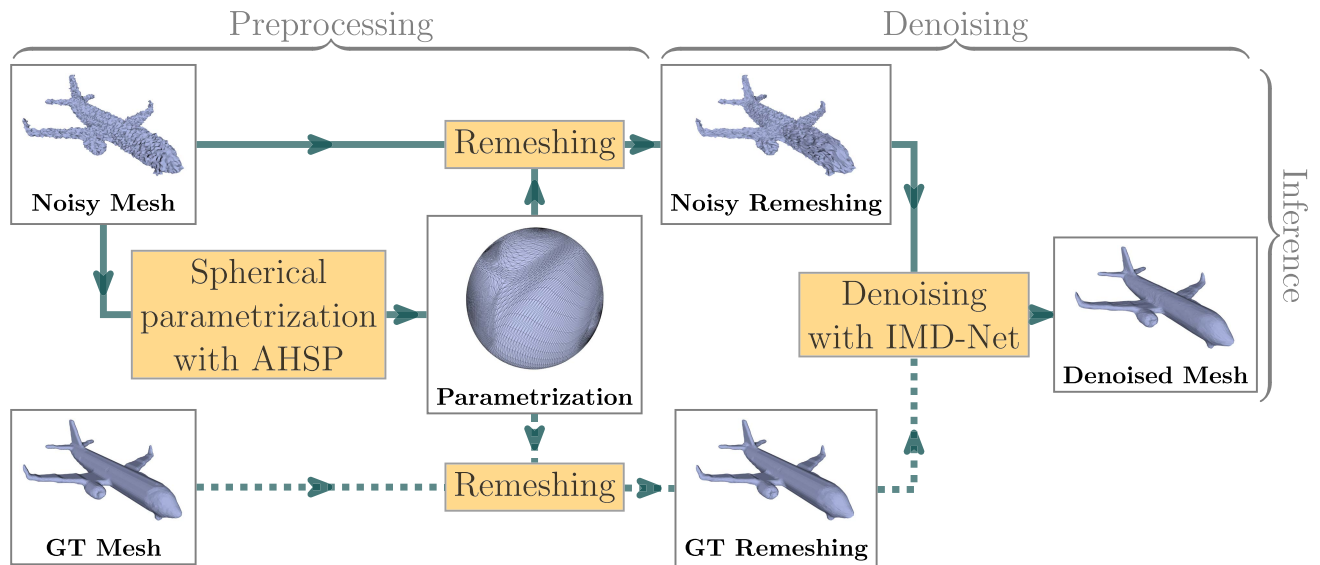 Preprocessing
Denoising
Noisy Mesh
Remeshing
Noisy Remeshing
Inference
Spherical
parametrization
with AHSP
Parametrization
Denoising
with IMD-Net
Denoised Mesh
GT Mesh
Remeshing
GT Remeshing